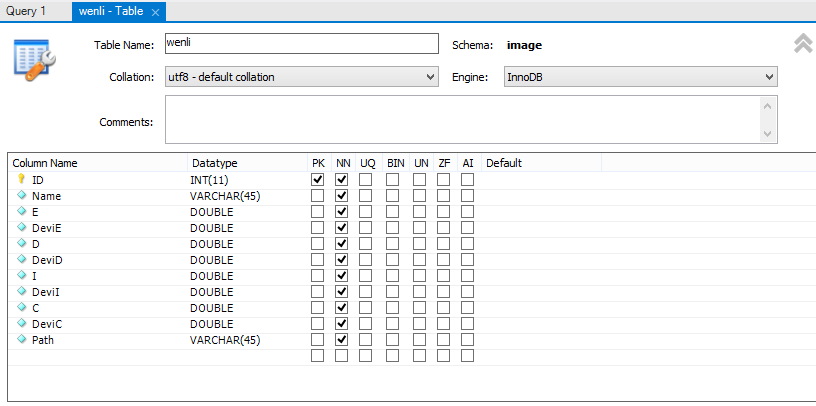 Query 1 wenli - Table
Table Name: wenli Schema: image
Collation: utf8 - default collation Engine: InnoDB
Comments:
Column Name Datatype PK NN UQ BIN UN ZF AI Default
ID INT(11)
Name VARCHAR(45)
E DOUBLE
DeviE DOUBLE
D DOUBLE
DeviD DOUBLE
I DOUBLE
DeviI DOUBLE
C DOUBLE
DeviC DOUBLE
Path VARCHAR(45)